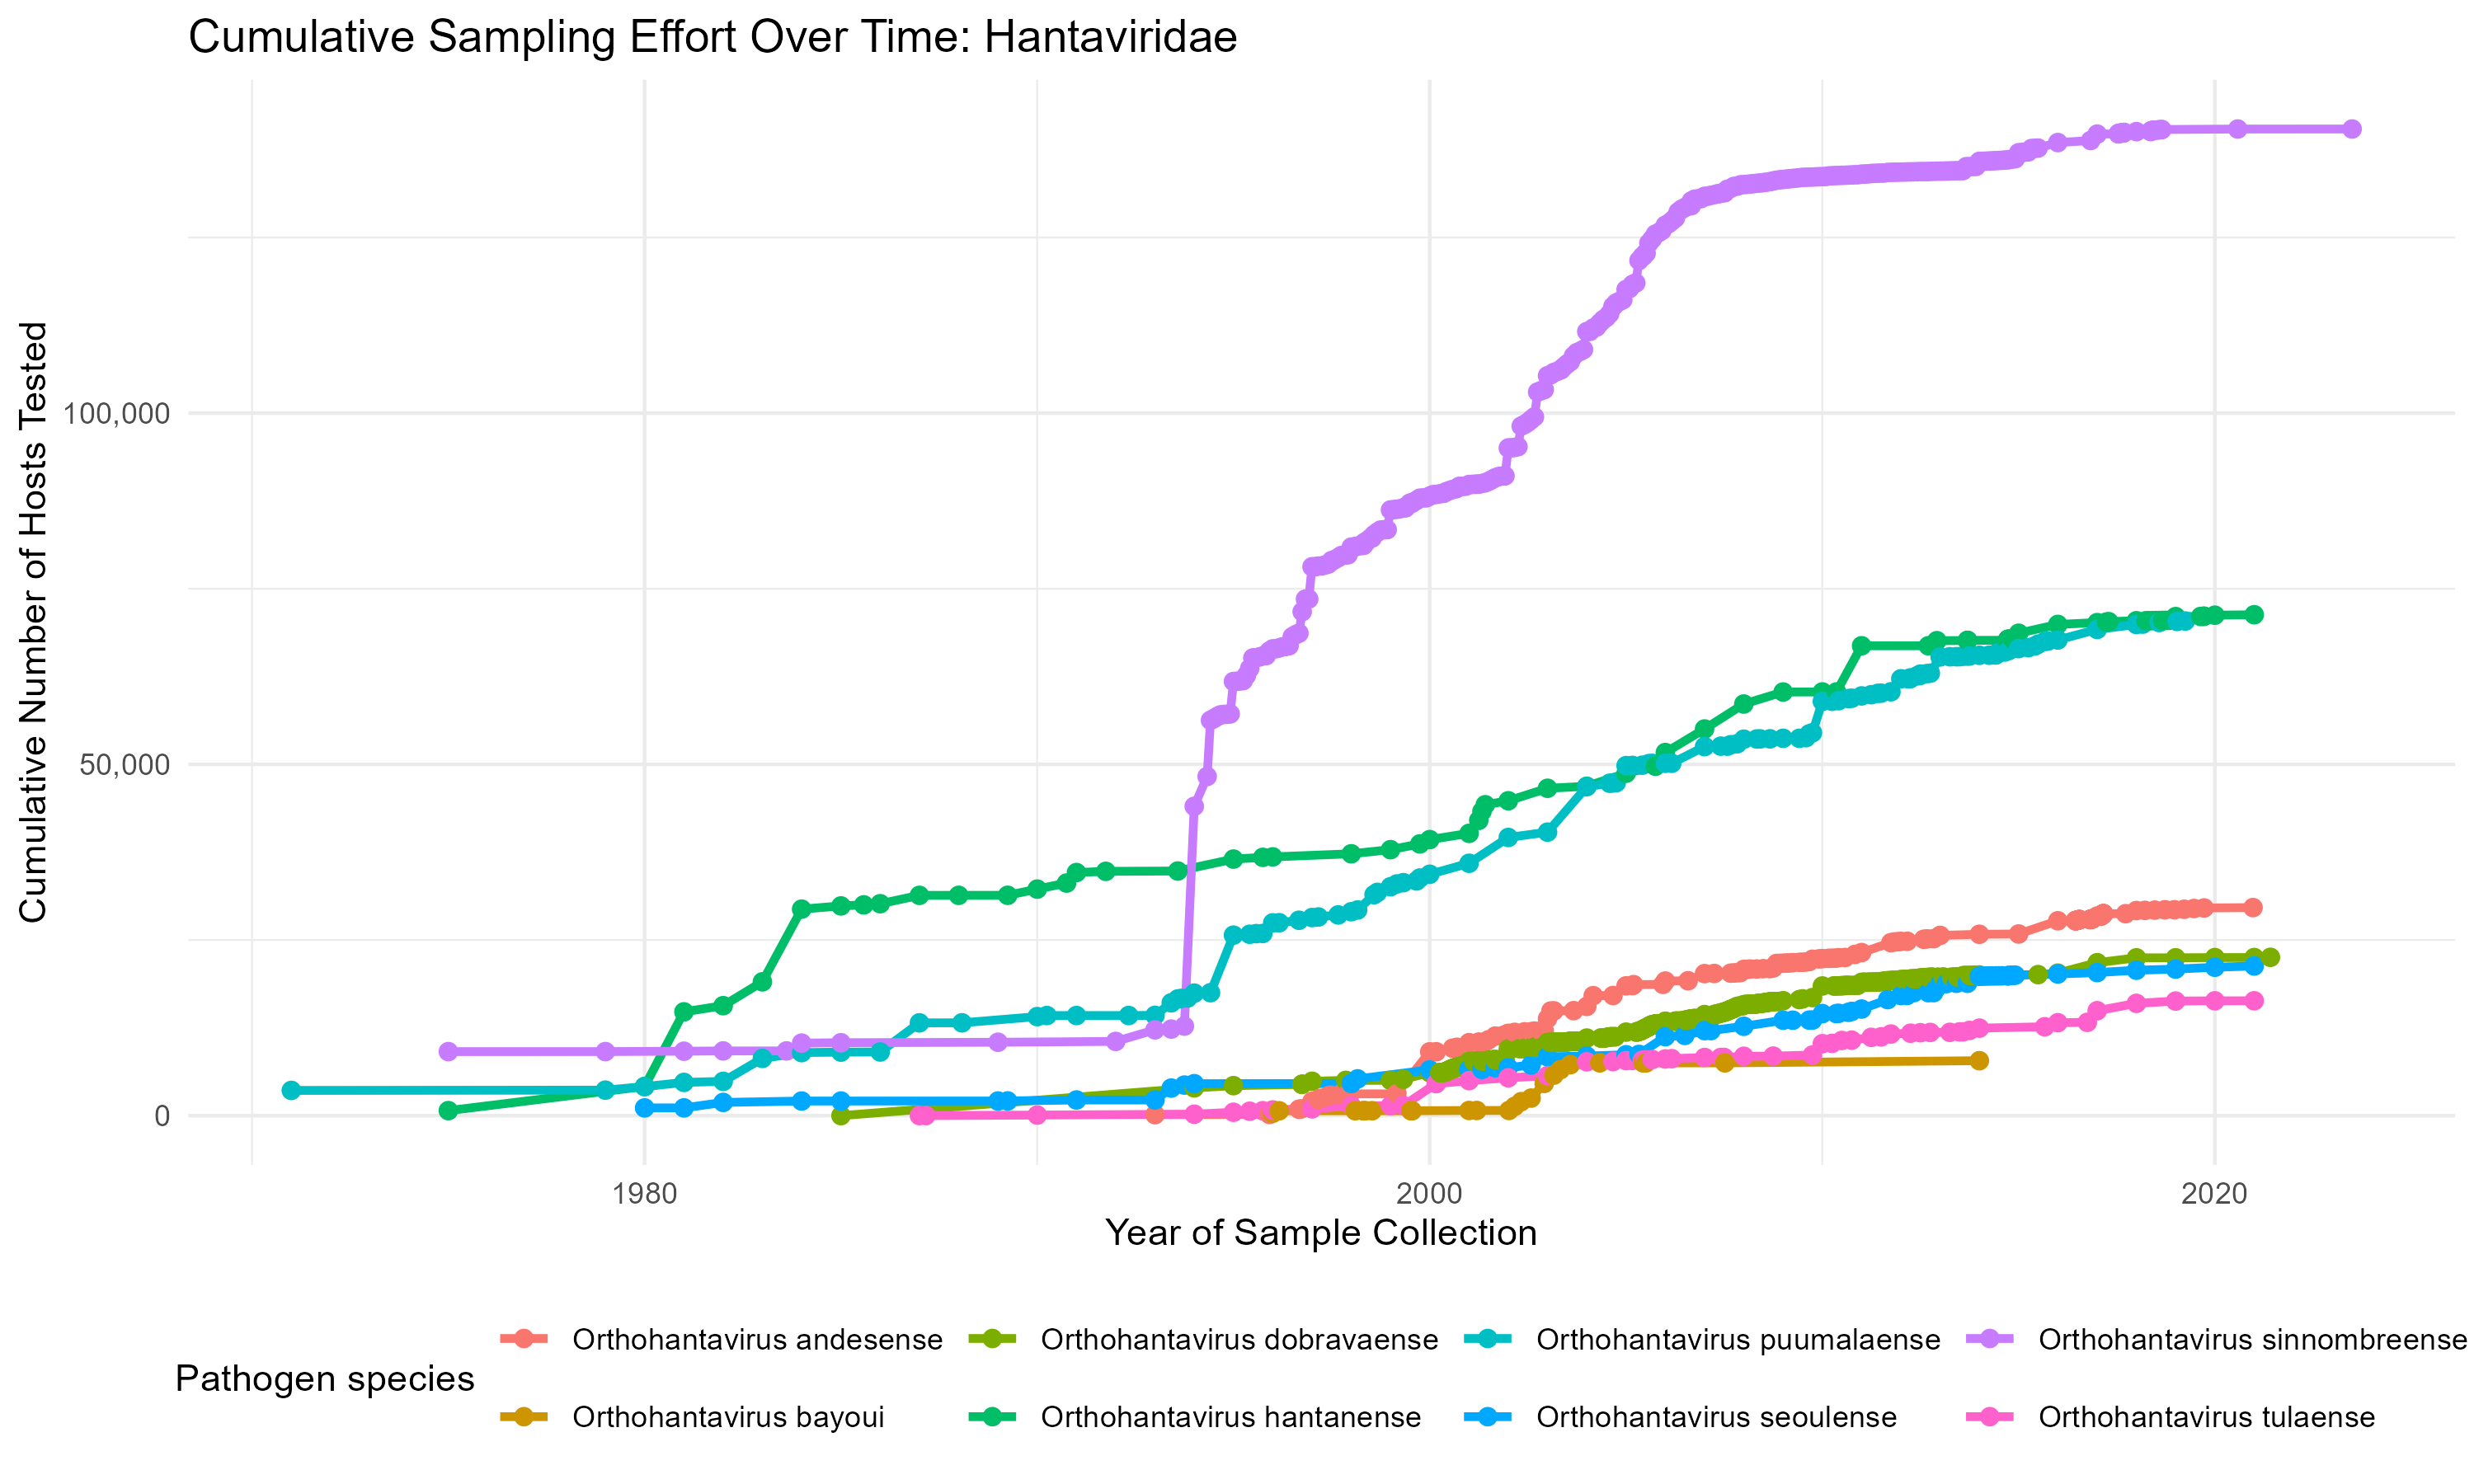 Cumulative Sampling Effort Over Time: Hantaviridae
Cumulative Number of Hosts Tested
100,000
50,000
0
1980 2000 2020
Year of Sample Collection
Pathogen species
Orthohantavirus andesense Orthohantavirus dobravaense Orthohantavirus puumalaense Orthohantavirus sinnombreense
Orthohantavirus bayoui Orthohantavirus hantanense Orthohantavirus seoulense Orthohantavirus tulaense